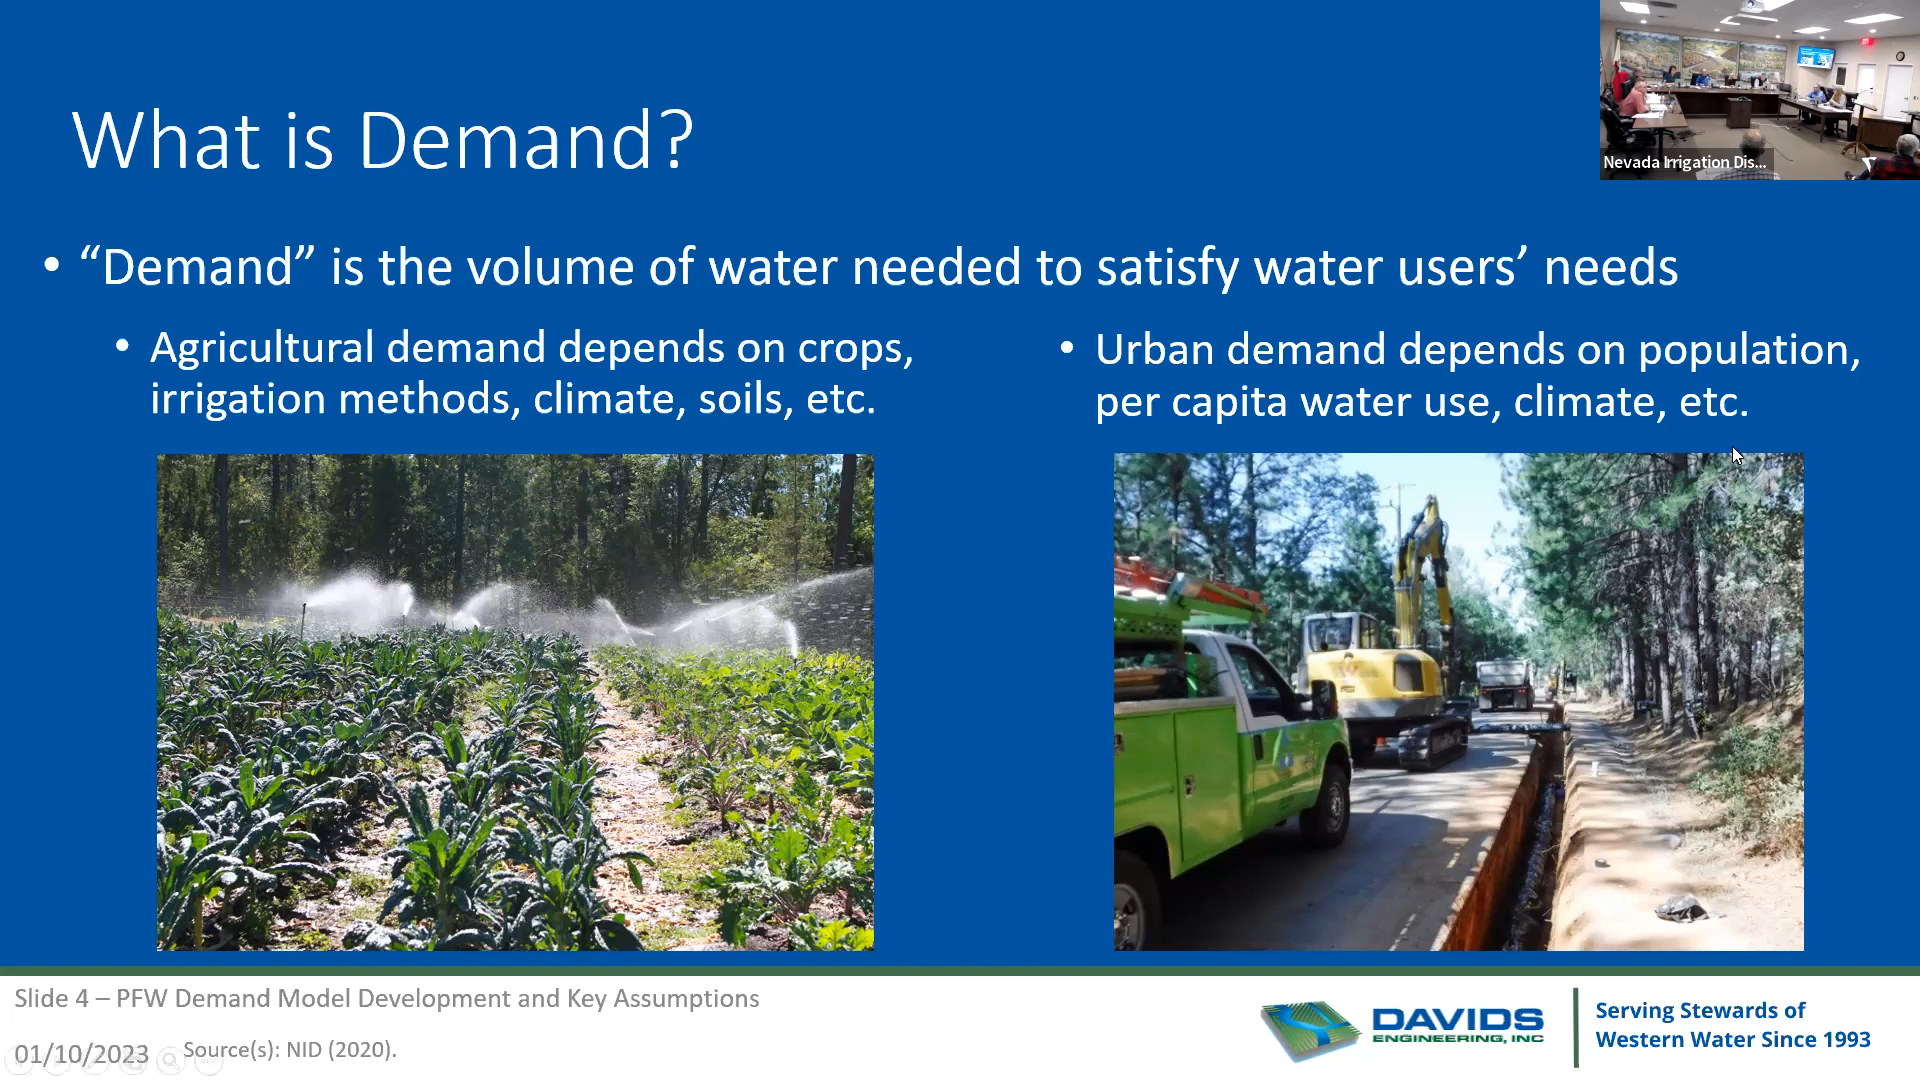 What is Demand?
Nevada Irrigation Dis...
• “Demand” is the volume of water needed to satisfy water users’ needs
• Agricultural demand depends on crops,
irrigation methods, climate, soils, etc.
• Urban demand depends on population,
per capita water use, climate, etc.
Slide 4 – PFW Demand Model Development and Key Assumptions
01/10/2023
Source(s): NID (2020).
DAVIDS
ENGINEERING, INC
Serving Stewards of
Western Water Since 1993